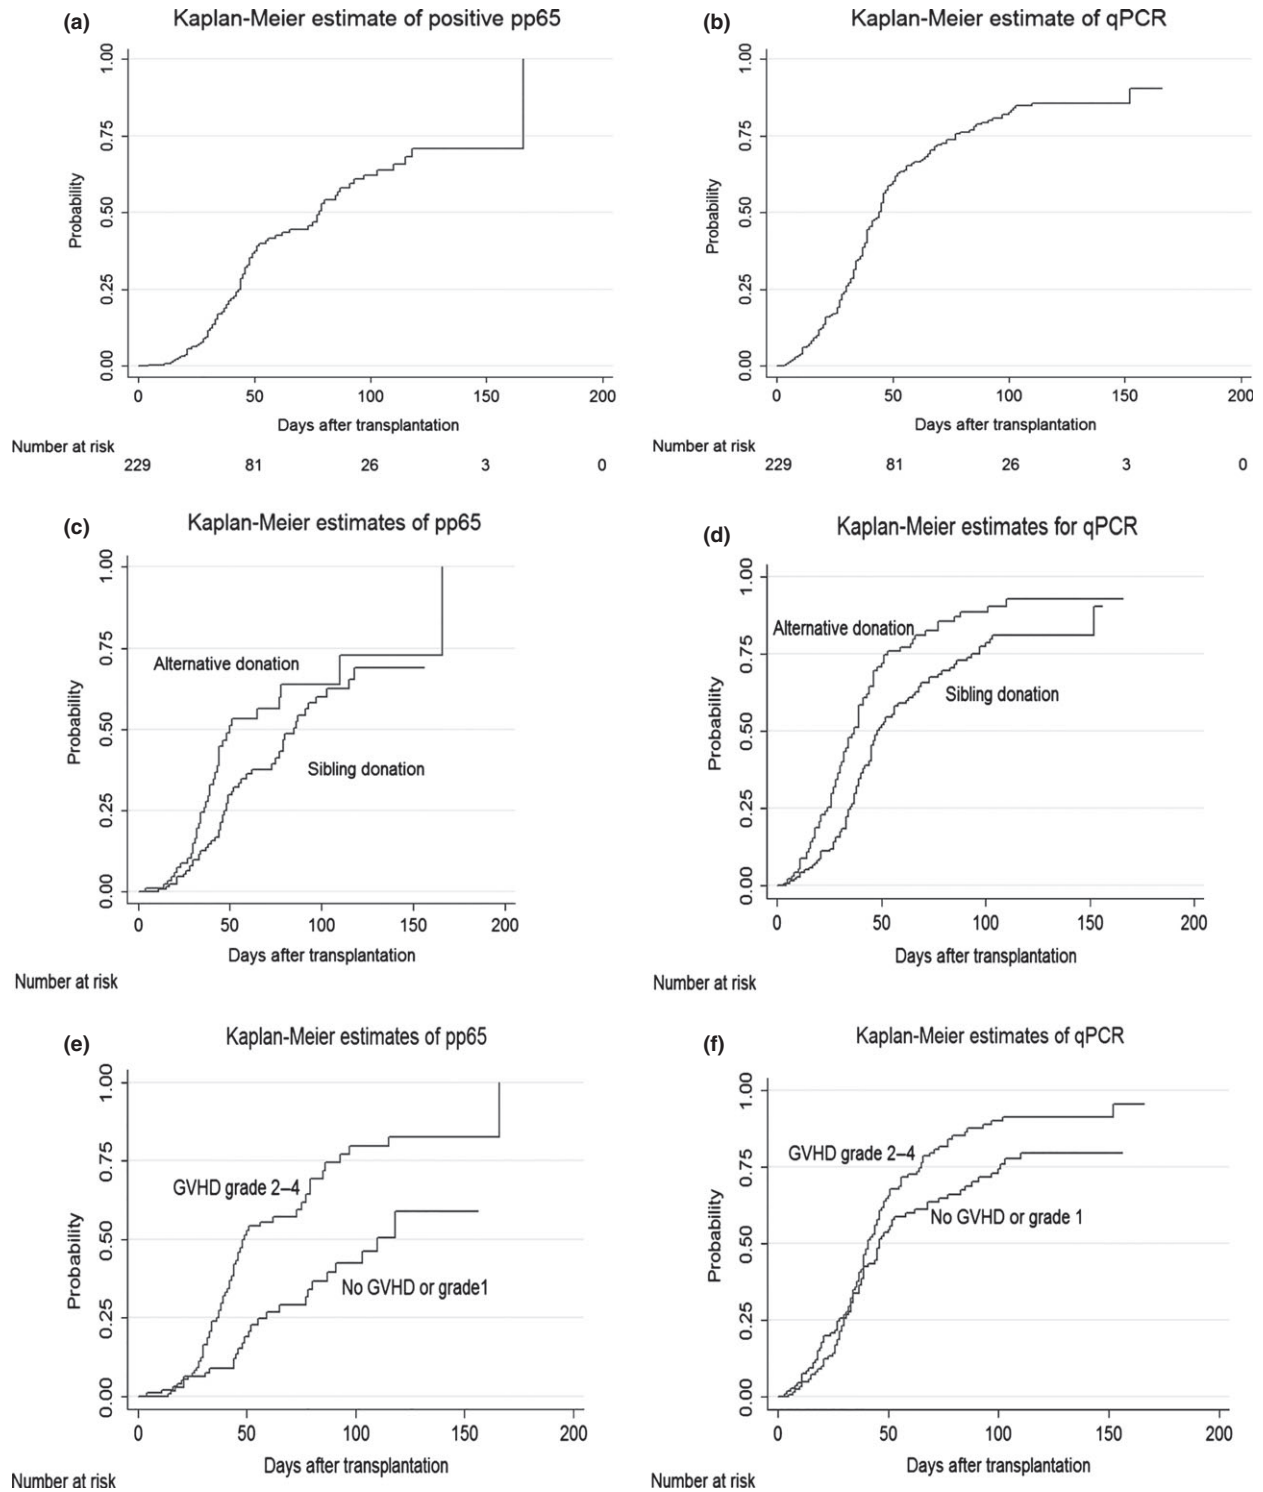 (a)
Kaplan-Meier estimate of positive pp65
Probability
1.00
0.75
0.50
0.25
0.00
0 50 100 150 200
Days after transplantation
Number at risk
229 81 26 3 0
(b)
Kaplan-Meier estimate of qPCR
Probability
1.00
0.75
0.50
0.25
0.00
0 50 100 150 200
Days after transplantation
Number at risk
229 81 26 3 0
(c)
Kaplan-Meier estimates of pp65
Probability
1.00
0.75
0.50
0.25
0.00
Alternative donation
Sibling donation
0 50 100 150 200
Days after transplantation
Number at risk
(d)
Kaplan-Meier estimates for qPCR
Probability
1.00
0.75
0.50
0.25
0.00
Alternative donation
Sibling donation
0 50 100 150 200
Days after transplantation
Number at risk
(e)
Kaplan-Meier estimates of pp65
Probability
1.00
0.75
0.50
0.25
0.00
GVHD grade 2–4
No GVHD or grade1
0 50 100 150 200
Days after transplantation
Number at risk
(f)
Kaplan-Meier estimates of qPCR
Probability
1.00
0.75
0.50
0.25
0.00
GVHD grade 2–4
No GVHD or grade 1
0 50 100 150 200
Days after transplantation
Number at risk